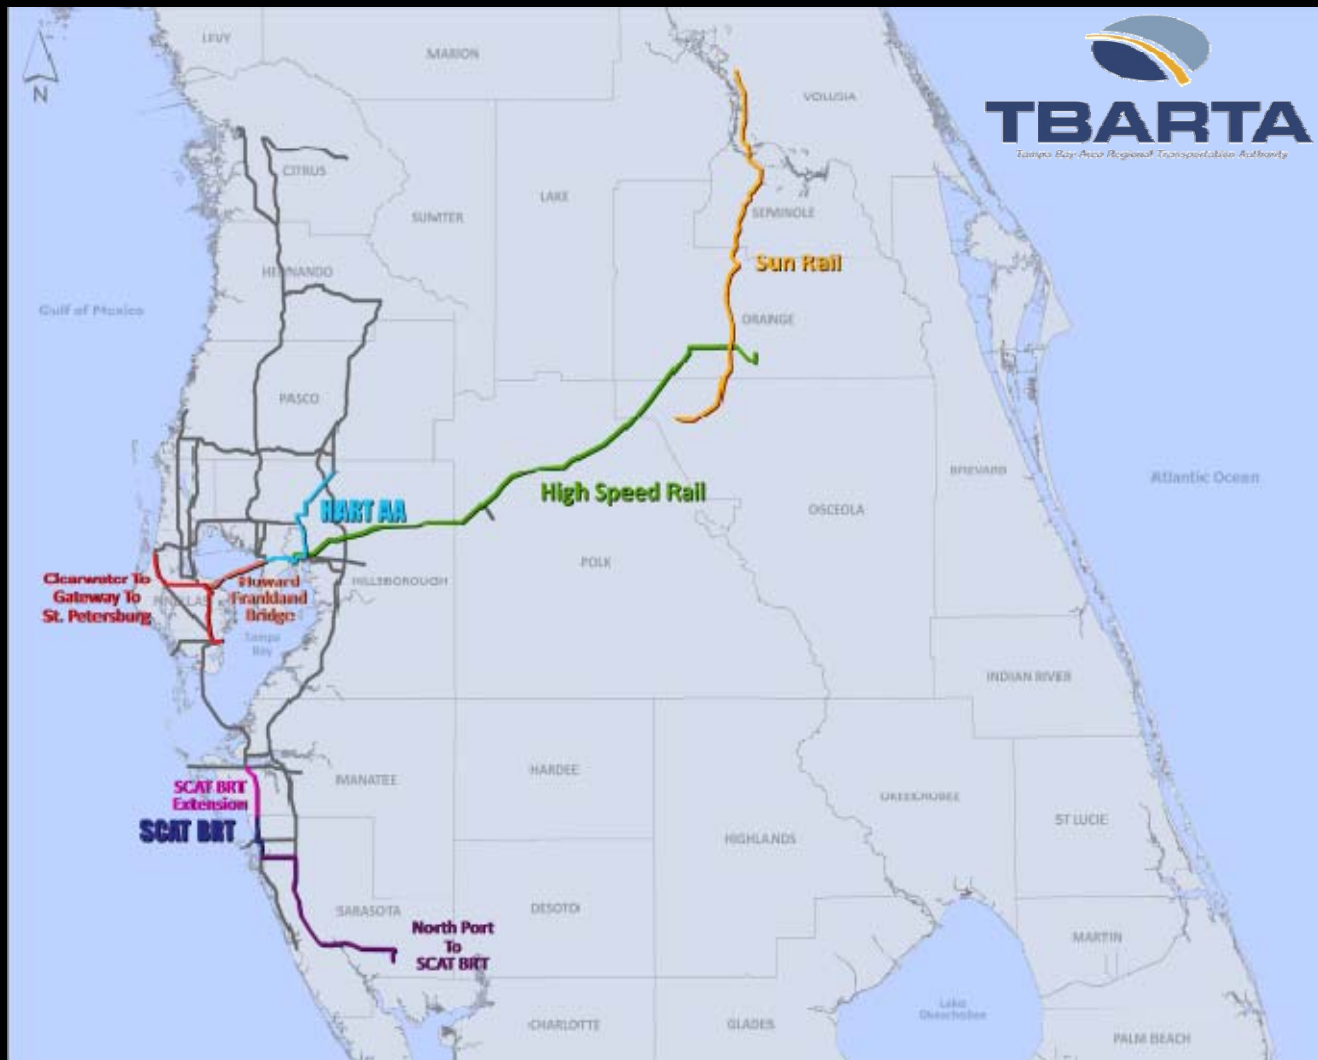 LEVY
MARION
VOLUSIA
N
TBARTA
Tampa Bay Area Regional Transportation Authority
CITRUS
SUMTER
LAKE
SEMINOLE
HERNANDO
Sun Rail
Gulf of Mexico
ORANGE
PASCO
BREVARD
Atlantic Ocean
High Speed Rail
HART AA
OSCEOLA
POLK
HILLSBOROUGH
Clearwater To
Gateway To
St. Petersburg
PINELLAS
Howard
Frankland
Bridge
Tampa
Bay
INDIAN RIVER
MANATEE
HARDEE
SCAT BRT
Extension
SCAT BRT
OKEECHOBEE
ST LUCIE
HIGHLANDS
SARASOTA
DESOTO
North Port
To
SCAT BRT
MARTIN
Lake
Okeechobee
CHARLOTTE
GLADES
PALM BEACH